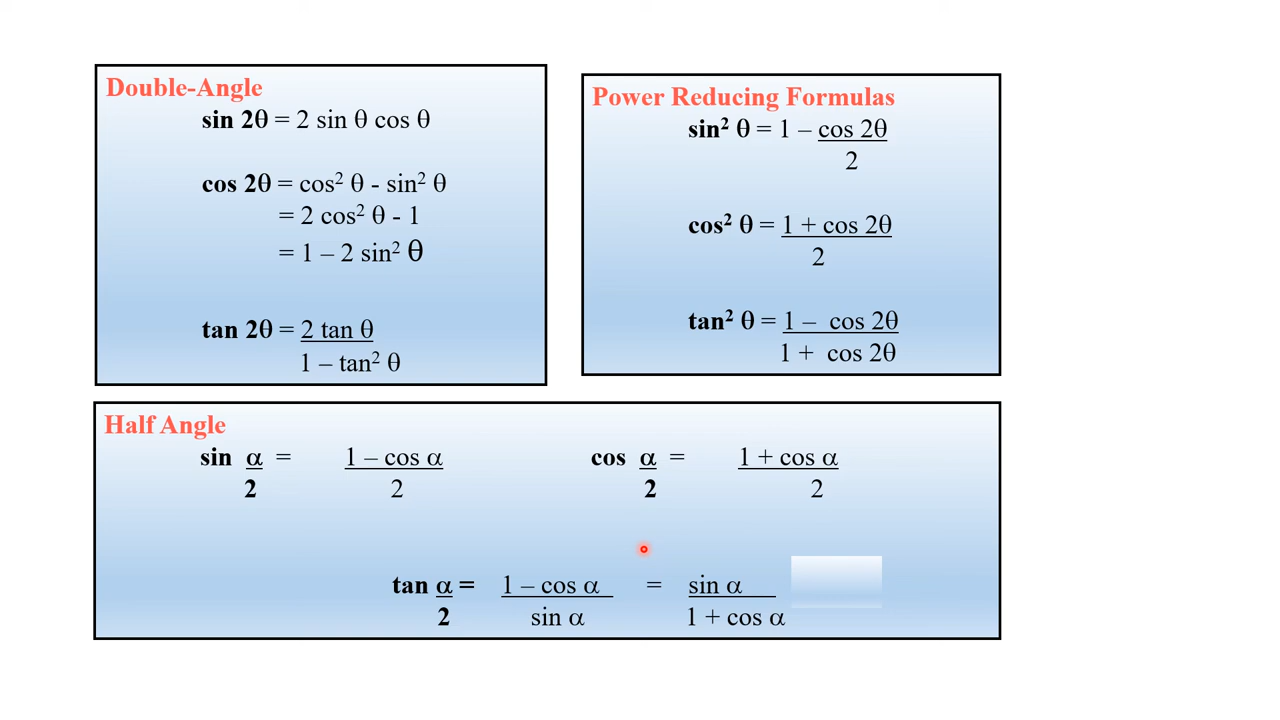 Double-Angle
sin 2θ = 2 sin θ cos θ
cos 2θ = cos² θ - sin² θ
= 2 cos² θ - 1
= 1 – 2 sin² θ
tan 2θ = 2 tan θ
1 – tan² θ
Power Reducing Formulas
sin² θ = 1 – cos 2θ
2
cos² θ = 1 + cos 2θ
2
tan² θ = 1 – cos 2θ
1 + cos 2θ
Half Angle
sin α = 1 – cos α
2 2
cos α = 1 + cos α
2 2
tan α = 1 – cos α = sin α
2 sin α 1 + cos α